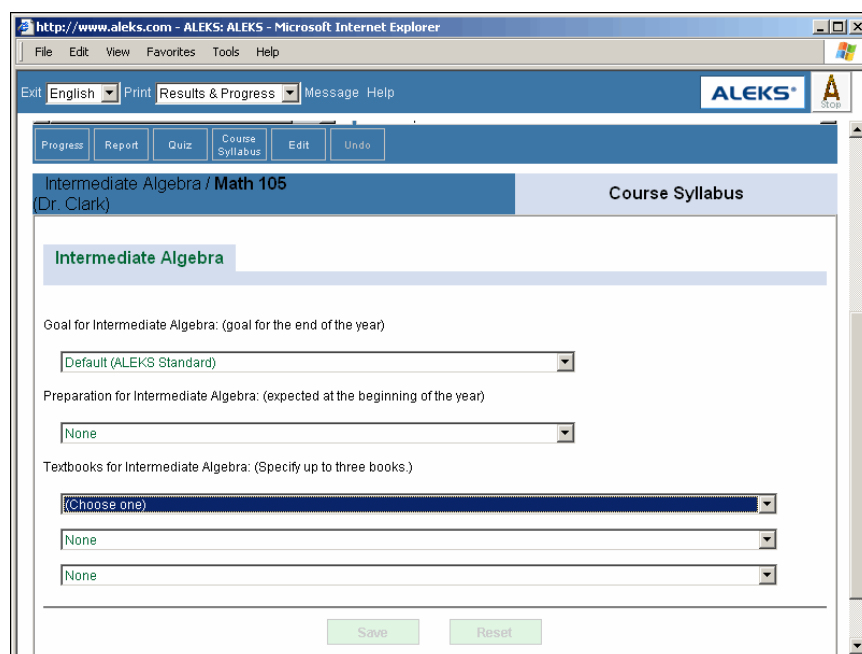 http://www.aleks.com - ALEKS: ALEKS - Microsoft Internet Explorer
File Edit View Favorites Tools Help
Exit English Print Results & Progress Message Help
ALEKS
Stop
Progress Report Quiz Course Syllabus Edit Undo
Intermediate Algebra / Math 105
(Dr. Clark)
Course Syllabus
Intermediate Algebra
Goal for Intermediate Algebra: (goal for the end of the year)
Default (ALEKS Standard)
Preparation for Intermediate Algebra: (expected at the beginning of the year)
None
Textbooks for Intermediate Algebra: (Specify up to three books.)
(Choose one)
None
None
Save Reset